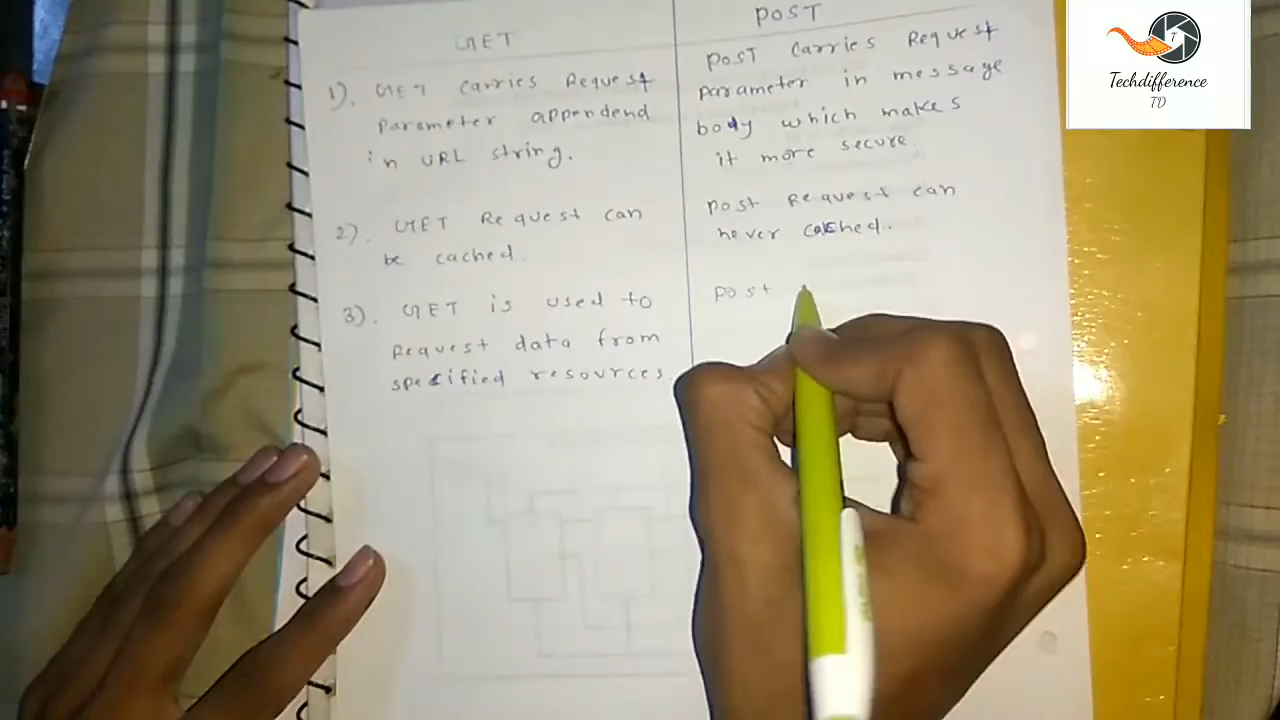 GET
1). GET Carries Request
Parameter appendend
in URL string.
2). GET Request can
be cached.
3). GET is used to
Request data from
specified resources
POST
POST Carries Request
parameter in message
body which makes
it more secure
post Request can
never cached.
post
T
Techdifference
TD